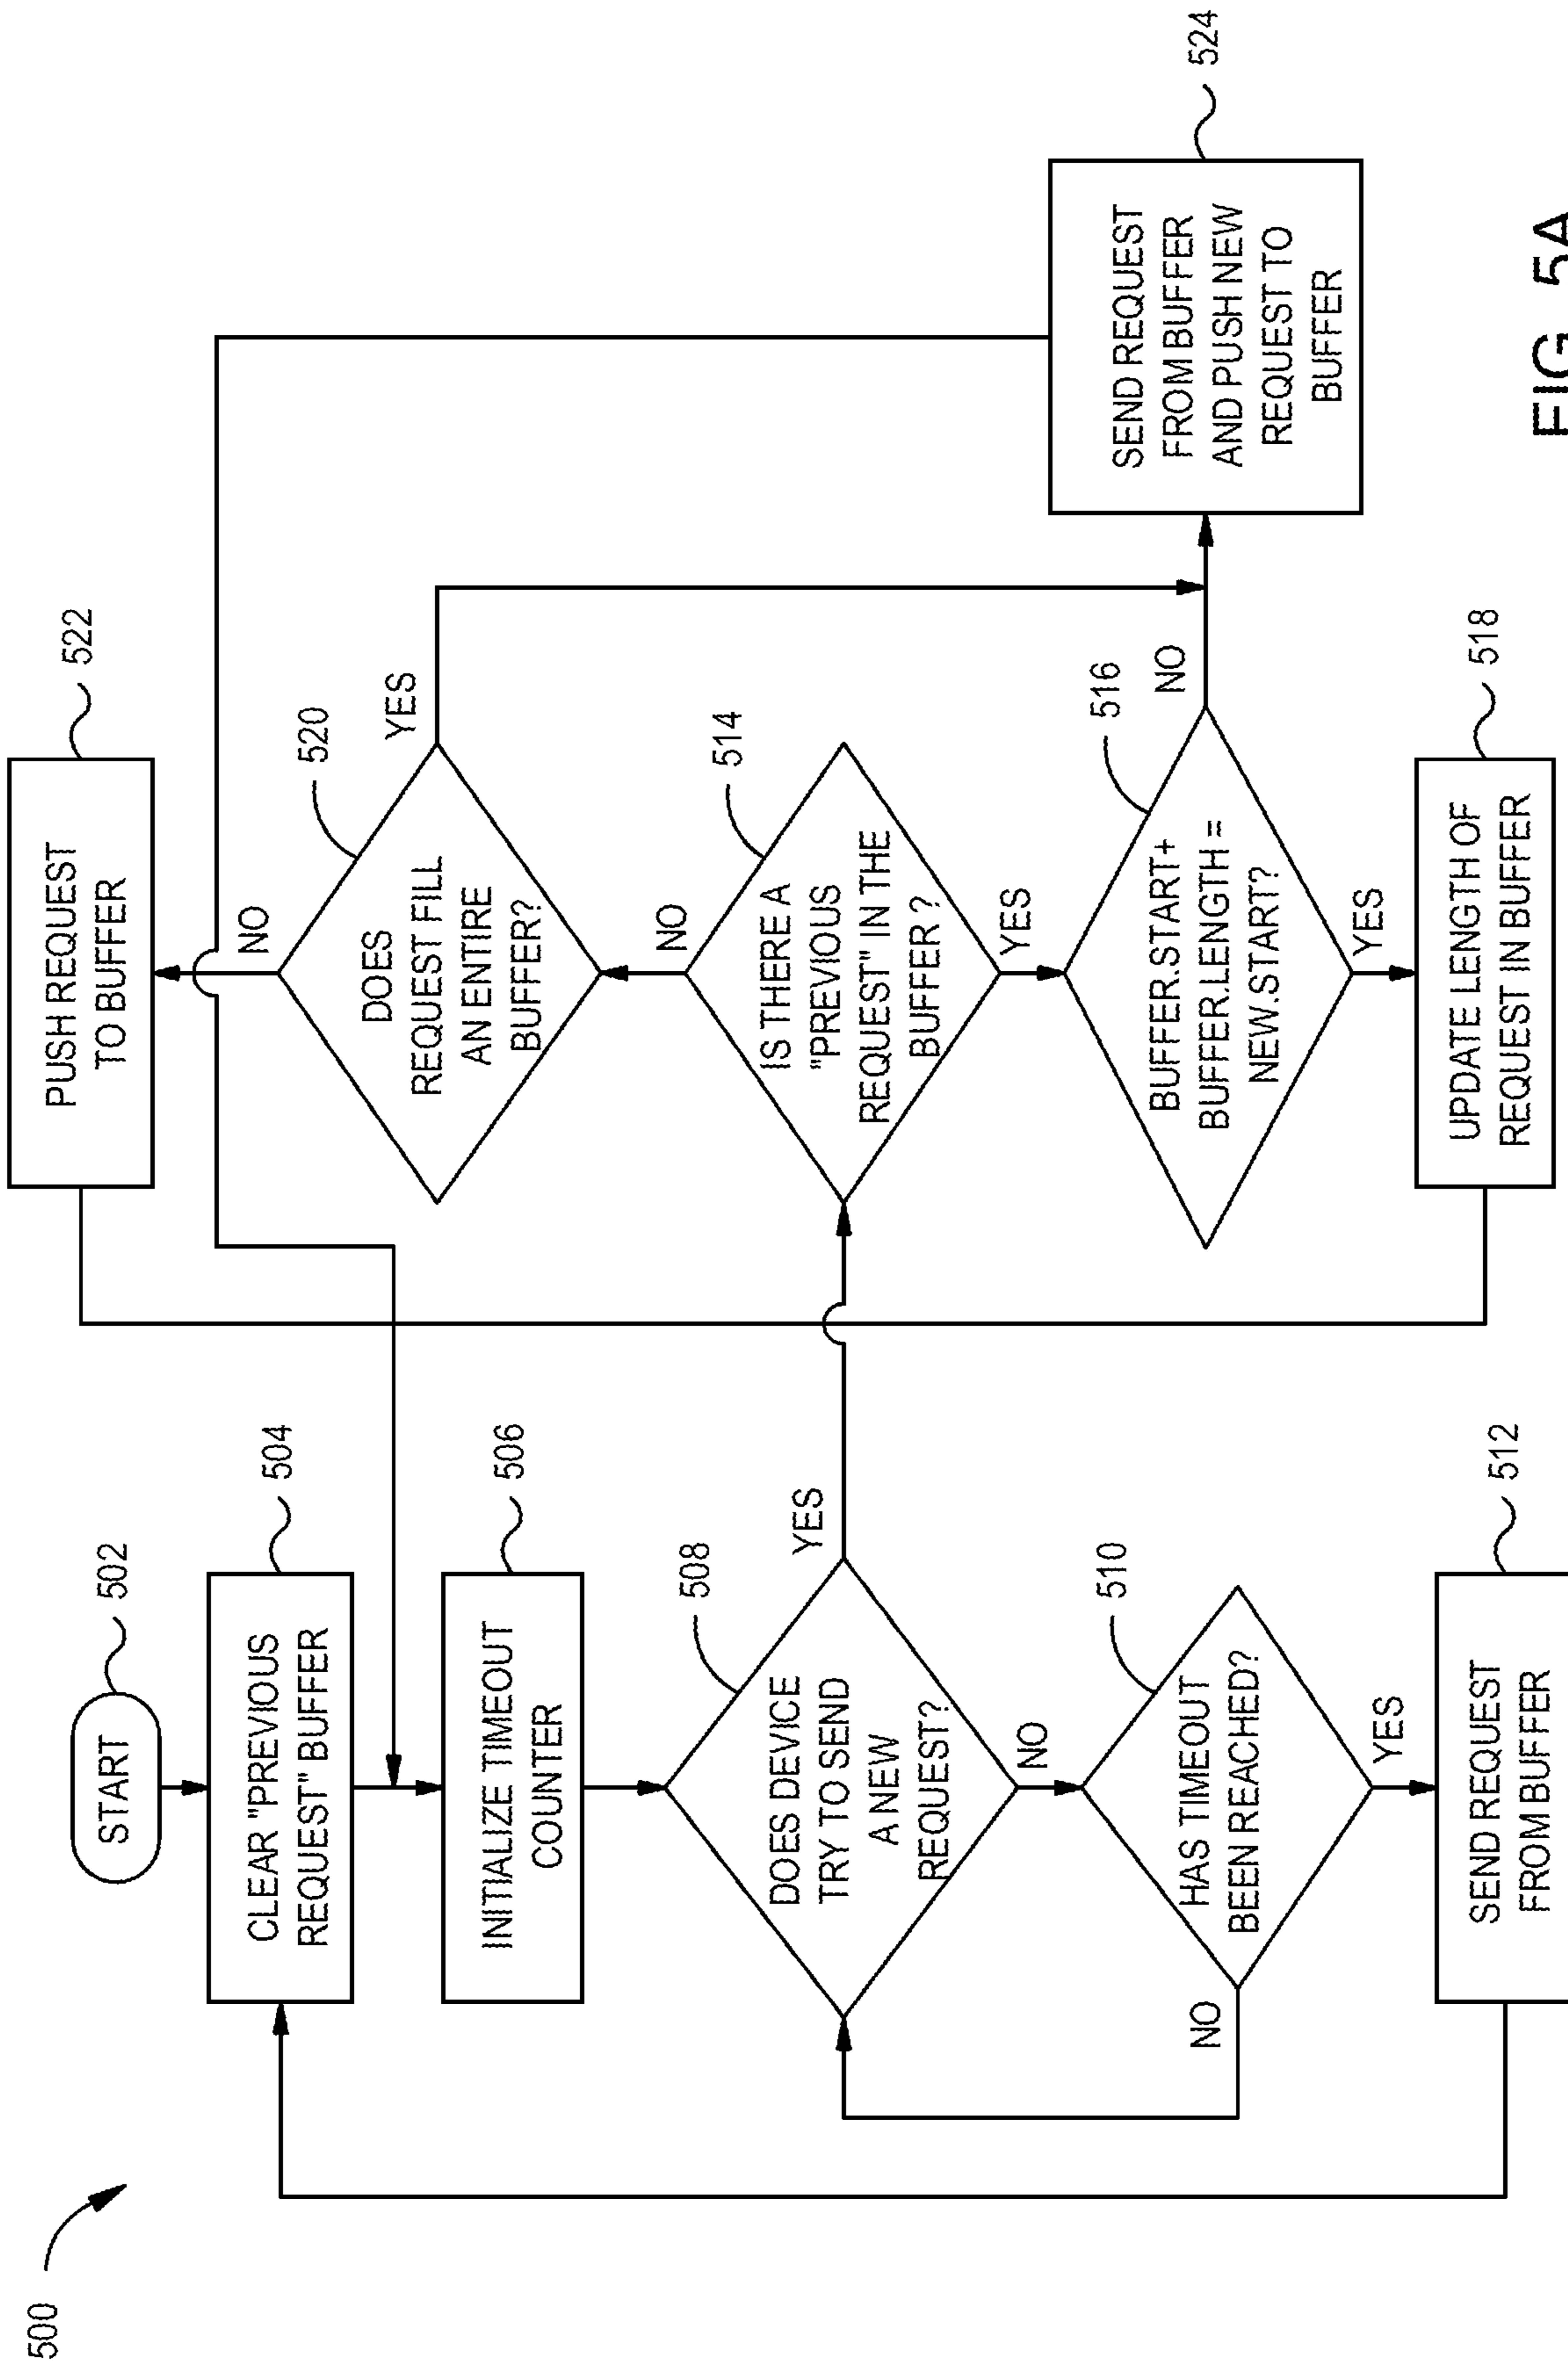 500
START
502
CLEAR "PREVIOUS
REQUEST" BUFFER
504
INITIALIZE TIMEOUT
COUNTER
506
DOES DEVICE
TRY TO SEND
A NEW
REQUEST?
508
YES
NO
HAS TIMEOUT
BEEN REACHED?
510
NO
YES
SEND REQUEST
FROM BUFFER
512
PUSH REQUEST
TO BUFFER
522
NO
DOES
REQUEST FILL
AN ENTIRE
BUFFER?
520
YES
NO
IS THERE A
"PREVIOUS
REQUEST" IN THE
BUFFER ?
514
YES
BUFFER.START+
BUFFER.LENGTH =
NEW.START?
516
NO
YES
UPDATE LENGTH OF
REQUEST IN BUFFER
518
SEND REQUEST
FROM BUFFER
AND PUSH NEW
REQUEST TO
BUFFER
524
FIG. 5A